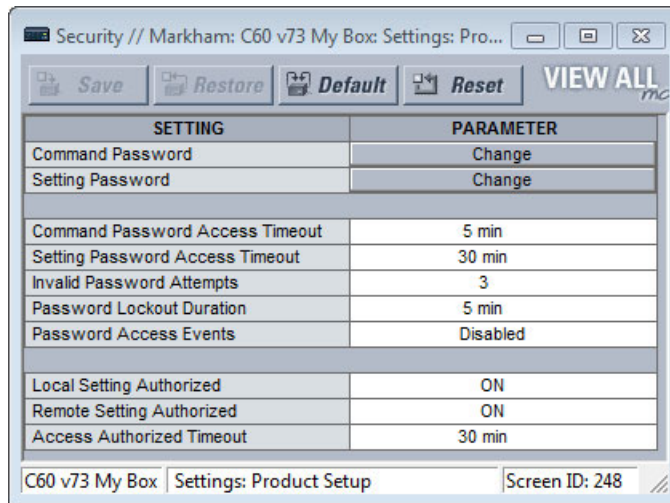 Security // Markham: C60 v73 My Box: Settings: Pro...
Save Restore Default Reset VIEW ALL
SETTING PARAMETER
Command Password Change
Setting Password Change
Command Password Access Timeout 5 min
Setting Password Access Timeout 30 min
Invalid Password Attempts 3
Password Lockout Duration 5 min
Password Access Events Disabled
Local Setting Authorized ON
Remote Setting Authorized ON
Access Authorized Timeout 30 min
C60 v73 My Box Settings: Product Setup Screen ID: 248